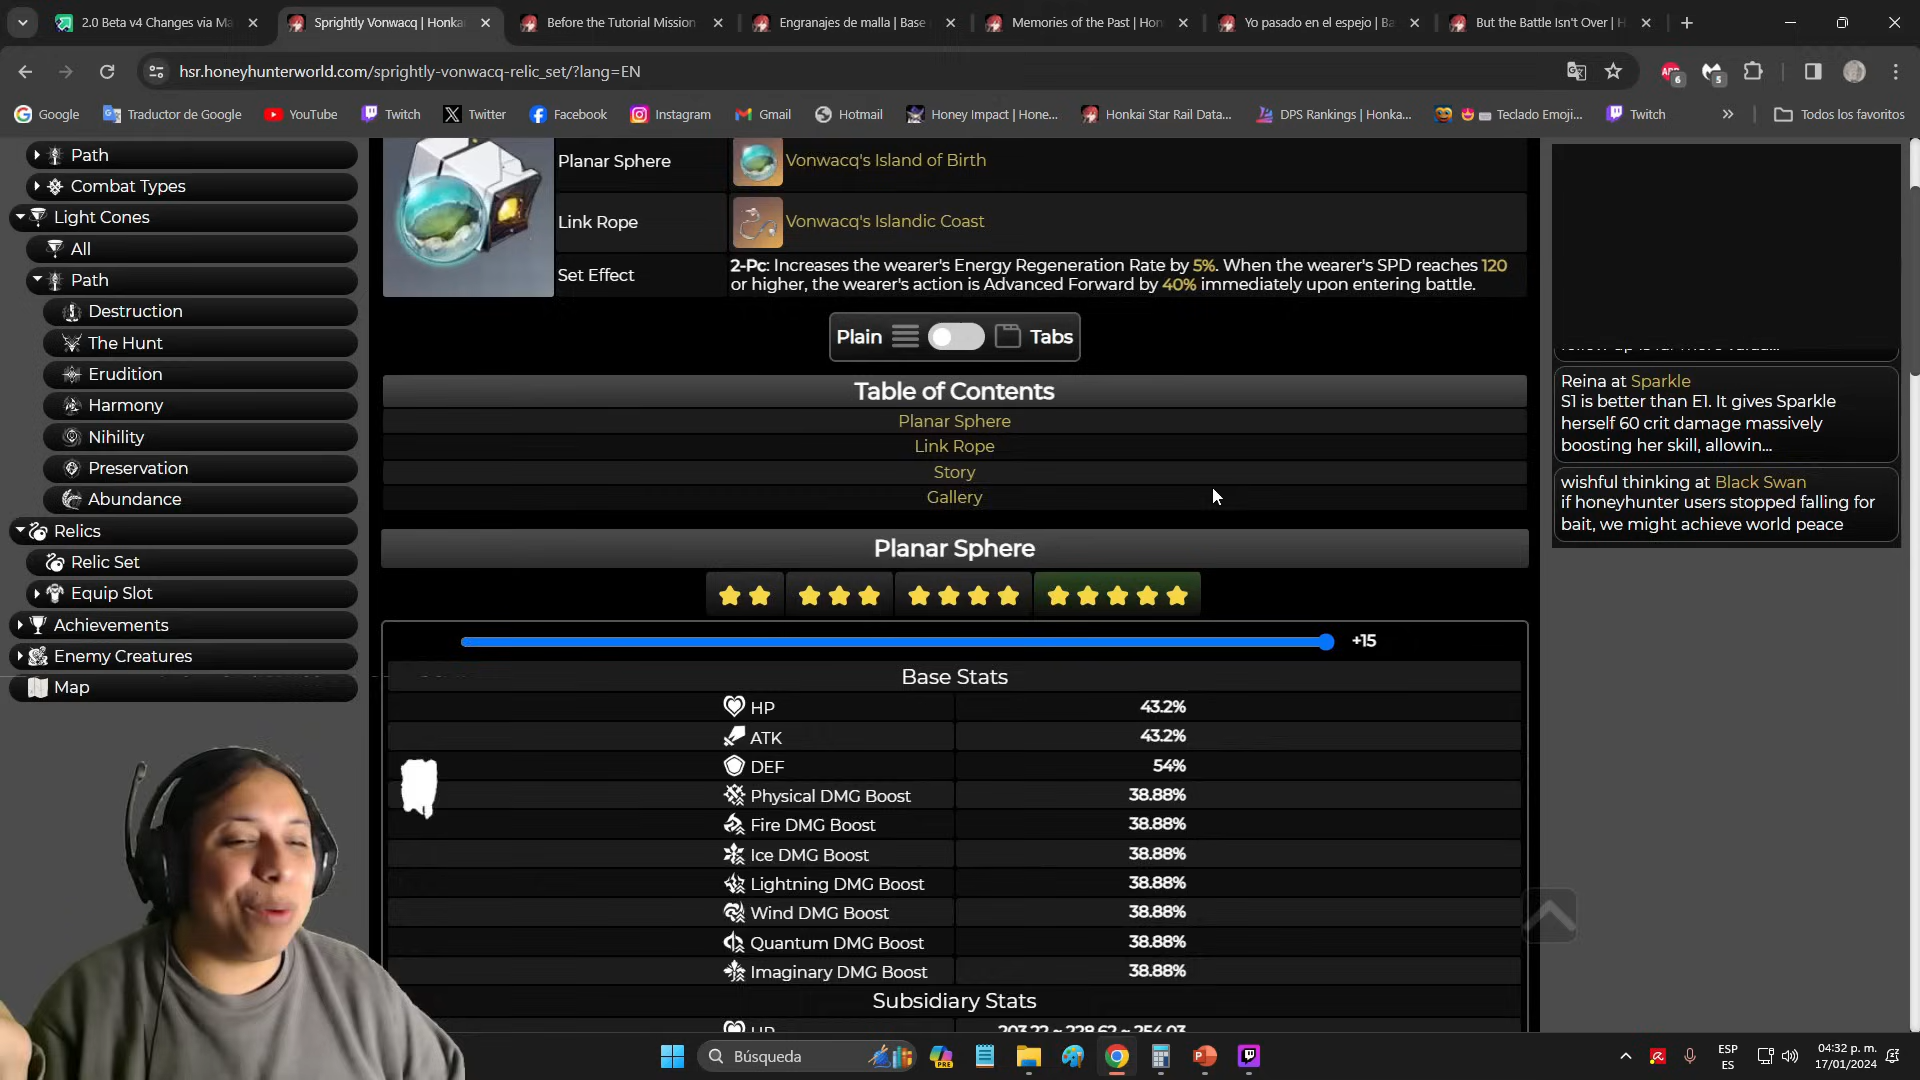 2.0 Beta v4 Changes via Ma
Sprightly Vonwacq | Honkai
Before the Tutorial Mission
Engranajes de malla | Base
Memories of the Past | Hon
Yo pasado en el espejo | Ba
But the Battle Isn't Over | H
hsr.honeyhunterworld.com/sprightly-vonwacq-relic_set/?lang=EN
ABP
6
5
Google
Traductor de Google
YouTube
Twitch
Twitter
Facebook
Instagram
Gmail
Hotmail
Honey Impact | Hone...
Honkai Star Rail Data...
DPS Rankings | Honka...
Teclado Emoji...
Twitch
Todos los favoritos
Path
Combat Types
Light Cones
All
Path
Destruction
The Hunt
Erudition
Harmony
Nihility
Preservation
Abundance
Relics
Relic Set
Equip Slot
Achievements
Enemy Creatures
Map
Planar Sphere
Vonwacq's Island of Birth
Link Rope
Vonwacq's Islandic Coast
Set Effect
2-Pc: Increases the wearer's Energy Regeneration Rate by 5%. When the wearer's SPD reaches 120
or higher, the wearer's action is Advanced Forward by 40% immediately upon entering battle.
Plain
Tabs
Table of Contents
Planar Sphere
Link Rope
Story
Gallery
Planar Sphere
+15
Base Stats
HP 43.2%
ATK 43.2%
DEF 54%
Physical DMG Boost 38.88%
Fire DMG Boost 38.88%
Ice DMG Boost 38.88%
Lightning DMG Boost 38.88%
Wind DMG Boost 38.88%
Quantum DMG Boost 38.88%
Imaginary DMG Boost 38.88%
Subsidiary Stats
HP 203.22 ~ 228.62 ~ 254.03
Reina at Sparkle
S1 is better than E1. It gives Sparkle
herself 60 crit damage massively
boosting her skill, allowin...
wishful thinking at Black Swan
if honeyhunter users stopped falling for
bait, we might achieve world peace
Búsqueda
PRE
ESP
ES
04:32 p. m.
17/01/2024